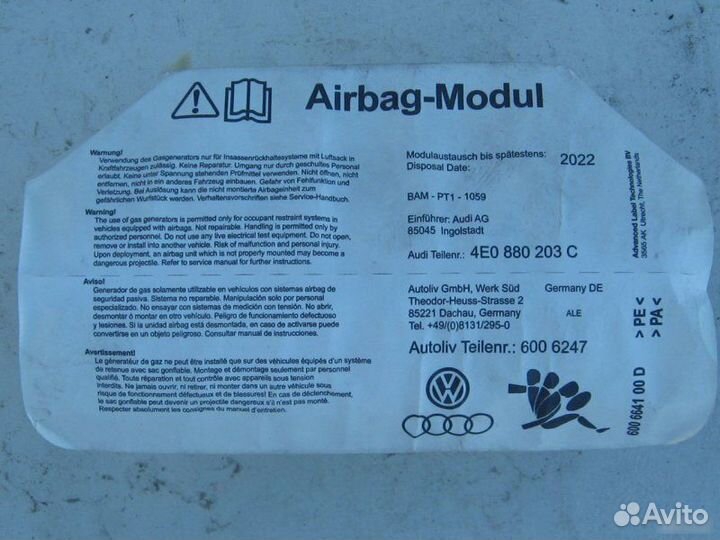 Airbag-Modul
Warnung!
Verwendung des Gasgenerators nur für Insassenrückhaltesysteme mit Luftsack in
Kraftfahrzeugen zulässig. Keine Reparatur. Umgang nur durch geschultes Personal
erlaubt. Keine unter Spannung stehenden Prüfmittel verwenden. Nicht öffnen, nicht
entfernen, nicht in ein anderes Fahrzeug einbauen. Gefahr von Fehlfunktion und
Verletzung. Bei Auslösung kann die nicht montierte Airbageinheit zum
gefährlichen Wurfstück werden. Verhaltensvorschriften siehe Service-Handbuch.
Warning!
The use of gas generators is permitted only for occupant restraint systems in
vehicles equipped with airbags. Not repairable. Handling is permitted only by
authorized personnel. Do not use any live electrical test equipment. Do not open,
remove or install into another vehicle. Risk of malfunction and personal injury.
Upon deployment, an airbag unit which is not properly mounted may become a
dangerous projectile. Refer to service manual for further instructions.
Aviso!
Generador de gas solamente utilizable en vehículos con sistemas airbag de
seguridad pasiva. Sistema no reparable. Manipulación solo por personal
especializado. No ensayar con sistemas de medición con tensión. No abrir,
desmontar ó montar en otro vehículo. Peligro de funcionamiento defectuoso
y lesiones. Si la unidad airbag está desmontada, en caso de activarse puede
convertirse en un objeto peligroso. Consultar manual de instrucciones.
Avertissement!
Le générateur de gaz ne peut être installé que sur des véhicules équipés d'un système
de retenue avec sac gonflable. Montage et démontage seulement par personnel
qualifié. Toute réparation et tout contrôle avec appareils sous tension
interdits. Ne jamais ouvrir, ni retirer, ni monter dans un autre véhicule sous
risque de fonctionnement défectueux et de blessures! En cas de déclenchement,
le sac gonflable peut devenir un projectile dangereux s'il n'est pas monté.
Respecter absolument les consignes du manuel d'entretien.
Modulaustausch bis spätestens: 2022
Disposal Date:
BAM - PT1 - 1059
Einführer: Audi AG
85045 Ingolstadt
Audi Teilenr.: 4E0 880 203 C
Autoliv GmbH, Werk Süd Germany DE
Theodor-Heuss-Strasse 2
85221 Dachau, Germany ALE
Tel. +49/(0)8131/295-0
Autoliv Teilenr.: 600 6247
Advanced Label Technologies BV
3565 AK Utrecht, The Netherlands
> PE <
> PA <
600 6641 00 D
Avito